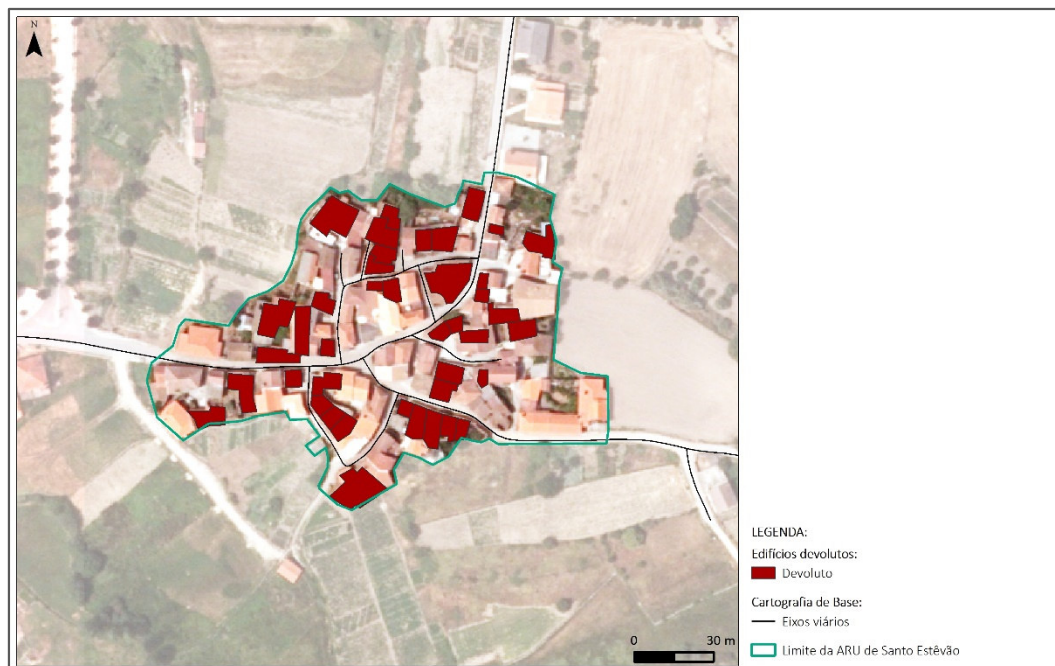 N
LEGENDA:
Edifícios devolutos:
Devoluto
Cartografia de Base:
Eixos viários
Limite da ARU de Santo Estêvão
0 30 m